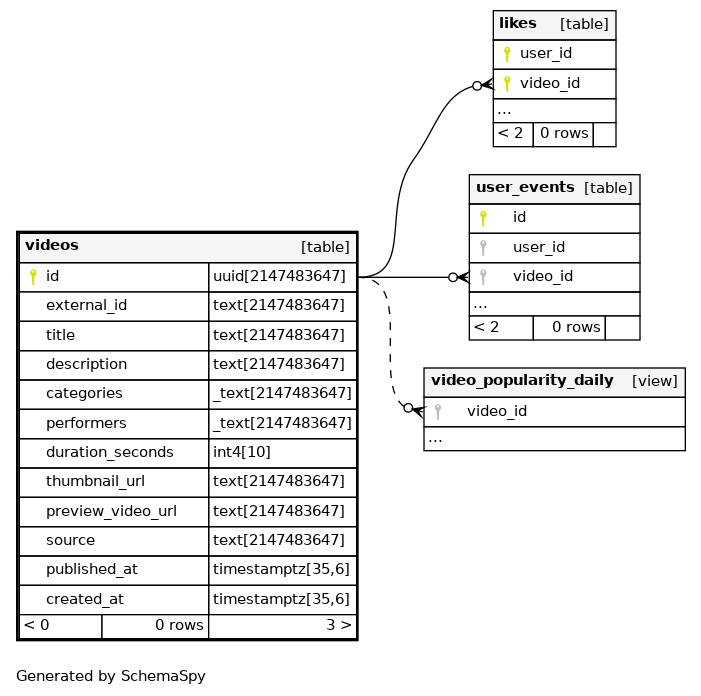 likes [table]
user_id
video_id
...
< 2 0 rows
user_events [table]
id
user_id
video_id
...
< 2 0 rows
videos [table]
id uuid[2147483647]
external_id text[2147483647]
title text[2147483647]
description text[2147483647]
categories _text[2147483647]
performers _text[2147483647]
duration_seconds int4[10]
thumbnail_url text[2147483647]
preview_video_url text[2147483647]
source text[2147483647]
published_at timestamptz[35,6]
created_at timestamptz[35,6]
< 0 0 rows 3 >
video_popularity_daily [view]
video_id
...
Generated by SchemaSpy